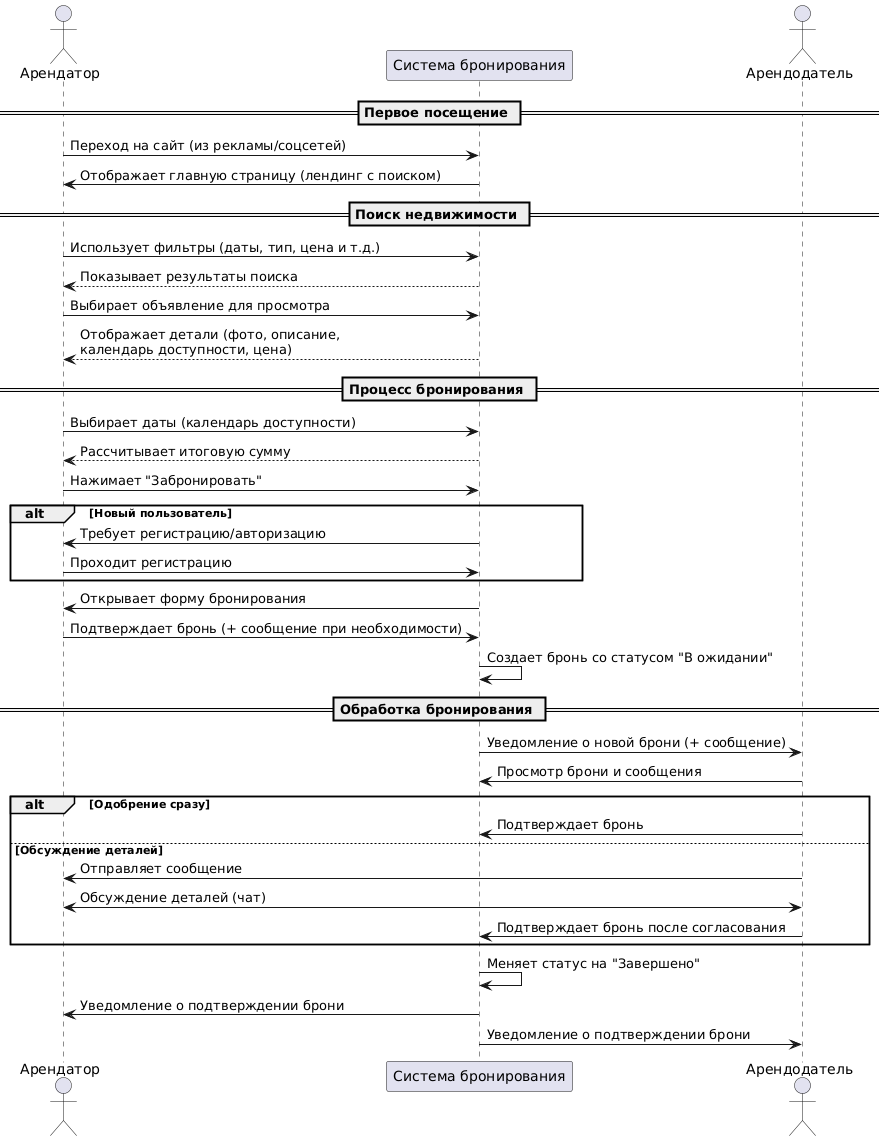 Арендатор
Система бронирования
Арендодатель
Первое посещение
Переход на сайт (из рекламы/соцсетей)
Отображает главную страницу (лендинг с поиском)
Поиск недвижимости
Использует фильтры (даты, тип, цена и т.д.)
Показывает результаты поиска
Выбирает объявление для просмотра
Отображает детали (фото, описание,
календарь доступности, цена)
Процесс бронирования
Выбирает даты (календарь доступности)
Рассчитывает итоговую сумму
Нажимает "Забронировать"
alt [Новый пользователь]
Требует регистрацию/авторизацию
Проходит регистрацию
Открывает форму бронирования
Подтверждает бронь (+ сообщение при необходимости)
Создает бронь со статусом "В ожидании"
Обработка бронирования
Уведомление о новой брони (+ сообщение)
Просмотр брони и сообщения
alt [Одобрение сразу]
Подтверждает бронь
[Обсуждение деталей]
Отправляет сообщение
Обсуждение деталей (чат)
Подтверждает бронь после согласования
Меняет статус на "Завершено"
Уведомление о подтверждении брони
Уведомление о подтверждении брони
Арендатор
Система бронирования
Арендодатель